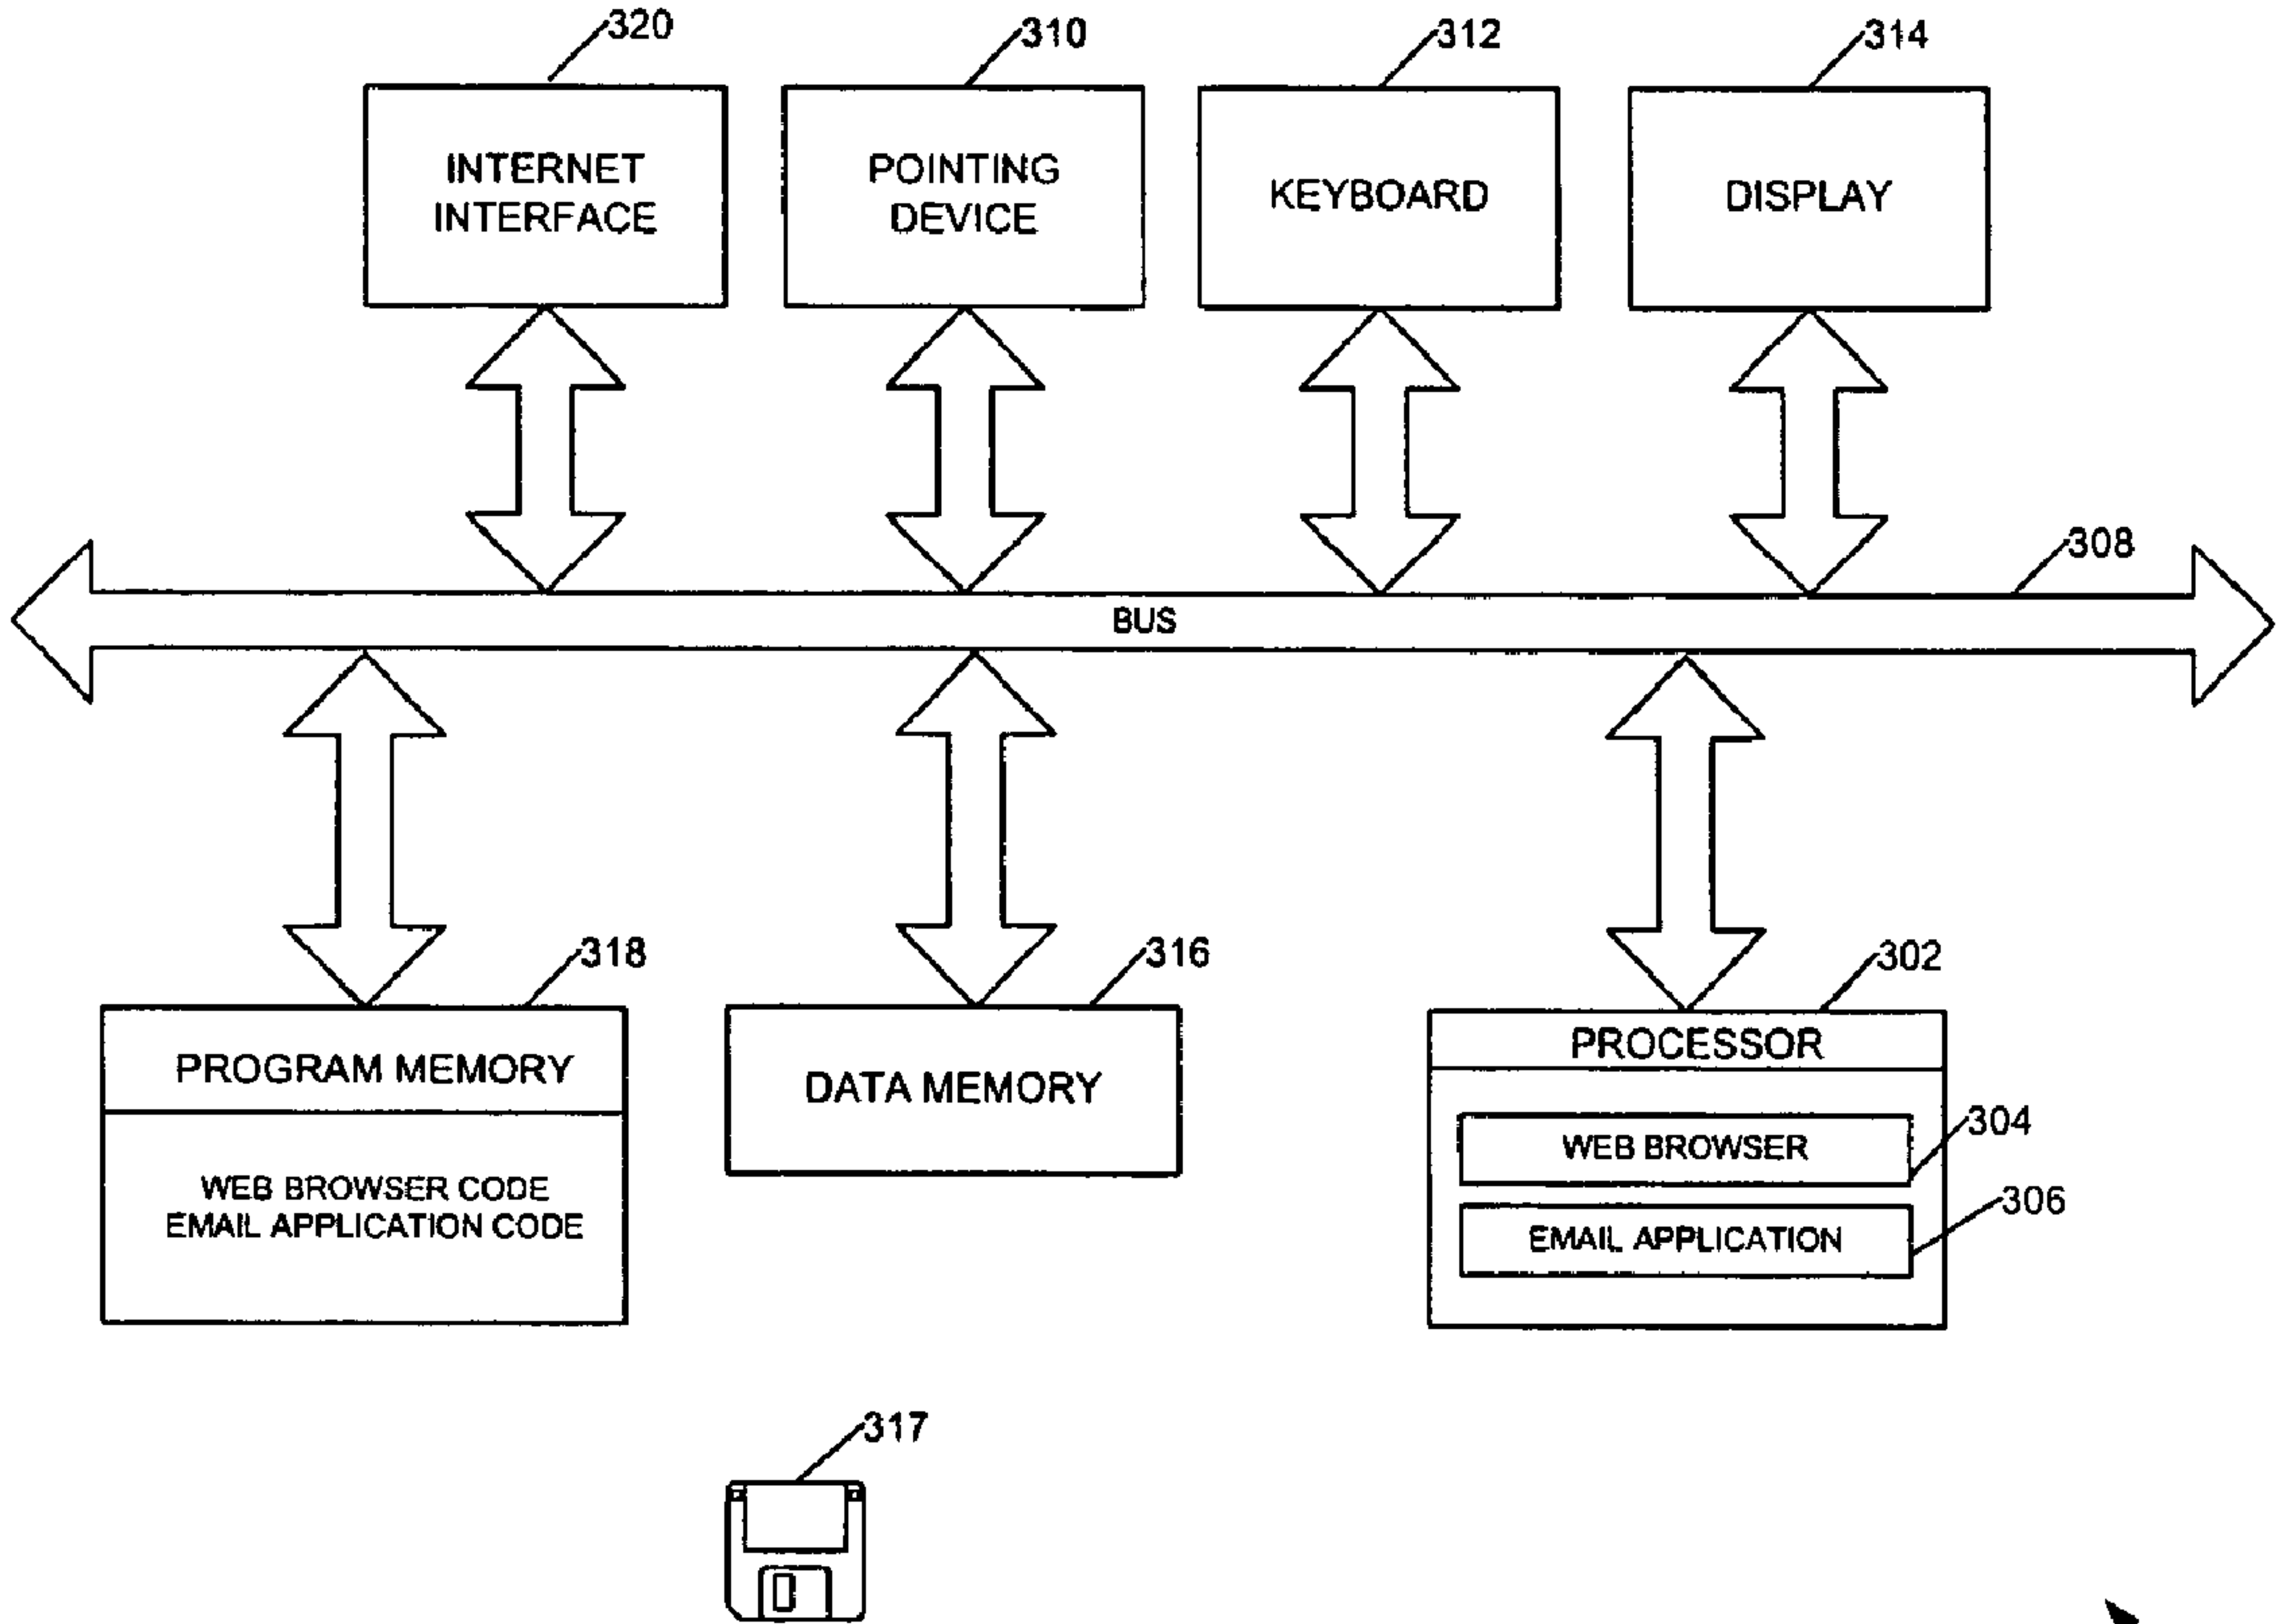 320
310
312
314
INTERNET
INTERFACE
POINTING
DEVICE
KEYBOARD
DISPLAY
308
BUS
318
316
302
PROGRAM MEMORY
WEB BROWSER CODE
EMAIL APPLICATION CODE
DATA MEMORY
PROCESSOR
WEB BROWSER
304
EMAIL APPLICATION
306
317